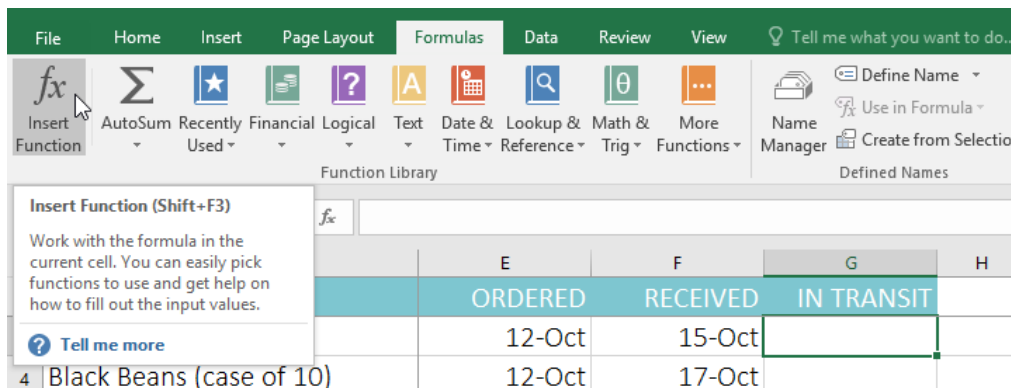 File Home Insert Page Layout Formulas Data Review View Tell me what you want to do...
fx Σ ? A θ ...
Insert Function
AutoSum
Recently Used
Financial
Logical
Text
Date & Time
Lookup & Reference
Math & Trig
More Functions
Name Manager
Define Name
Use in Formula
Create from Selectio
Function Library
Defined Names
Insert Function (Shift+F3)
Work with the formula in the
current cell. You can easily pick
functions to use and get help on
how to fill out the input values.
? Tell me more
fx
E F G H
ORDERED RECEIVED IN TRANSIT
12-Oct 15-Oct
4 Black Beans (case of 10) 12-Oct 17-Oct